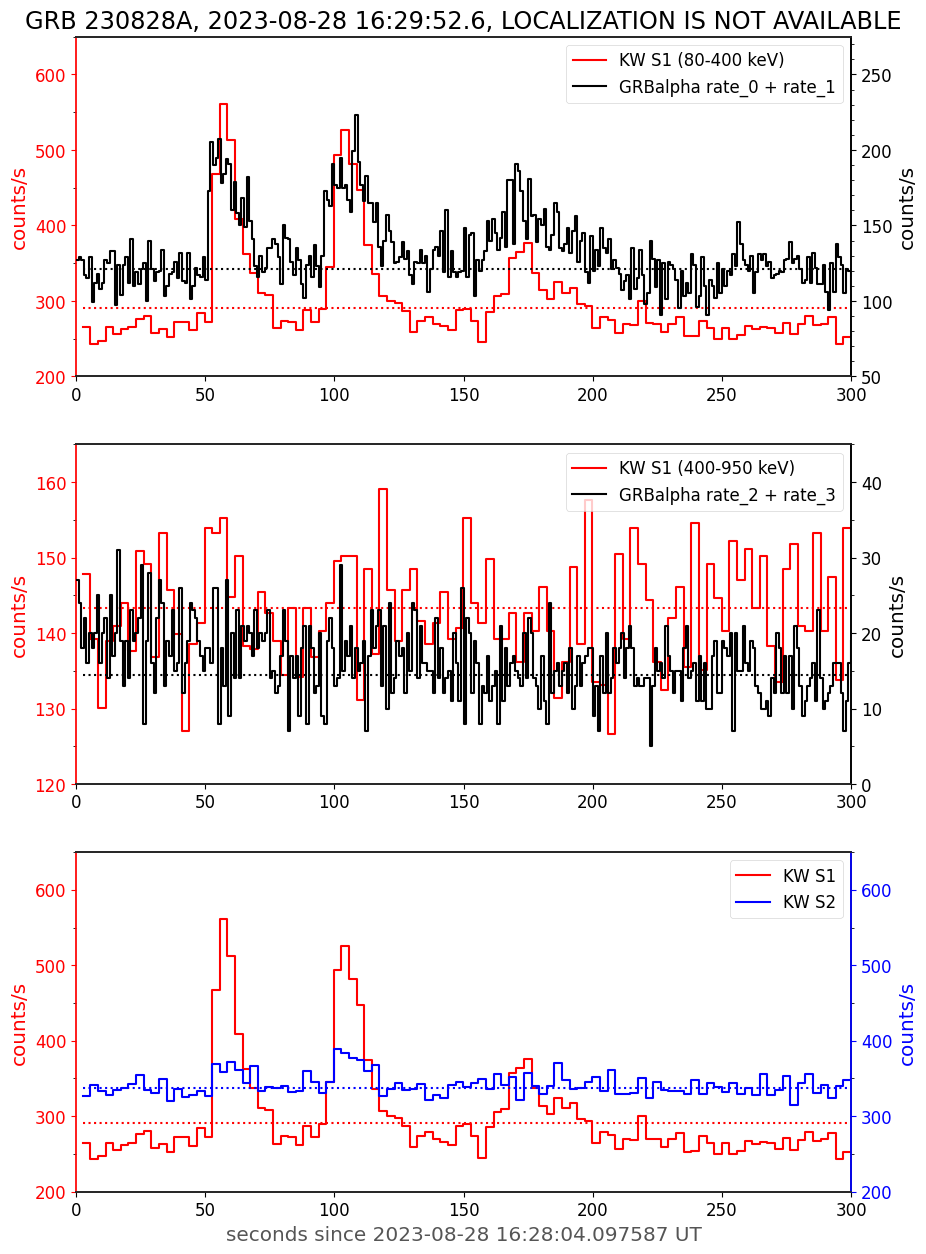 GRB 230828A, 2023-08-28 16:29:52.6, LOCALIZATION IS NOT AVAILABLE
KW S1 (80-400 keV)
GRBalpha rate_0 + rate_1
counts/s
counts/s
600
500
400
300
200
250
200
150
100
50
0 50 100 150 200 250 300
KW S1 (400-950 keV)
GRBalpha rate_2 + rate_3
counts/s
counts/s
160
150
140
130
120
40
30
20
10
0
0 50 100 150 200 250 300
KW S1
KW S2
counts/s
counts/s
600
500
400
300
200
600
500
400
300
200
0 50 100 150 200 250 300
seconds since 2023-08-28 16:28:04.097587 UT